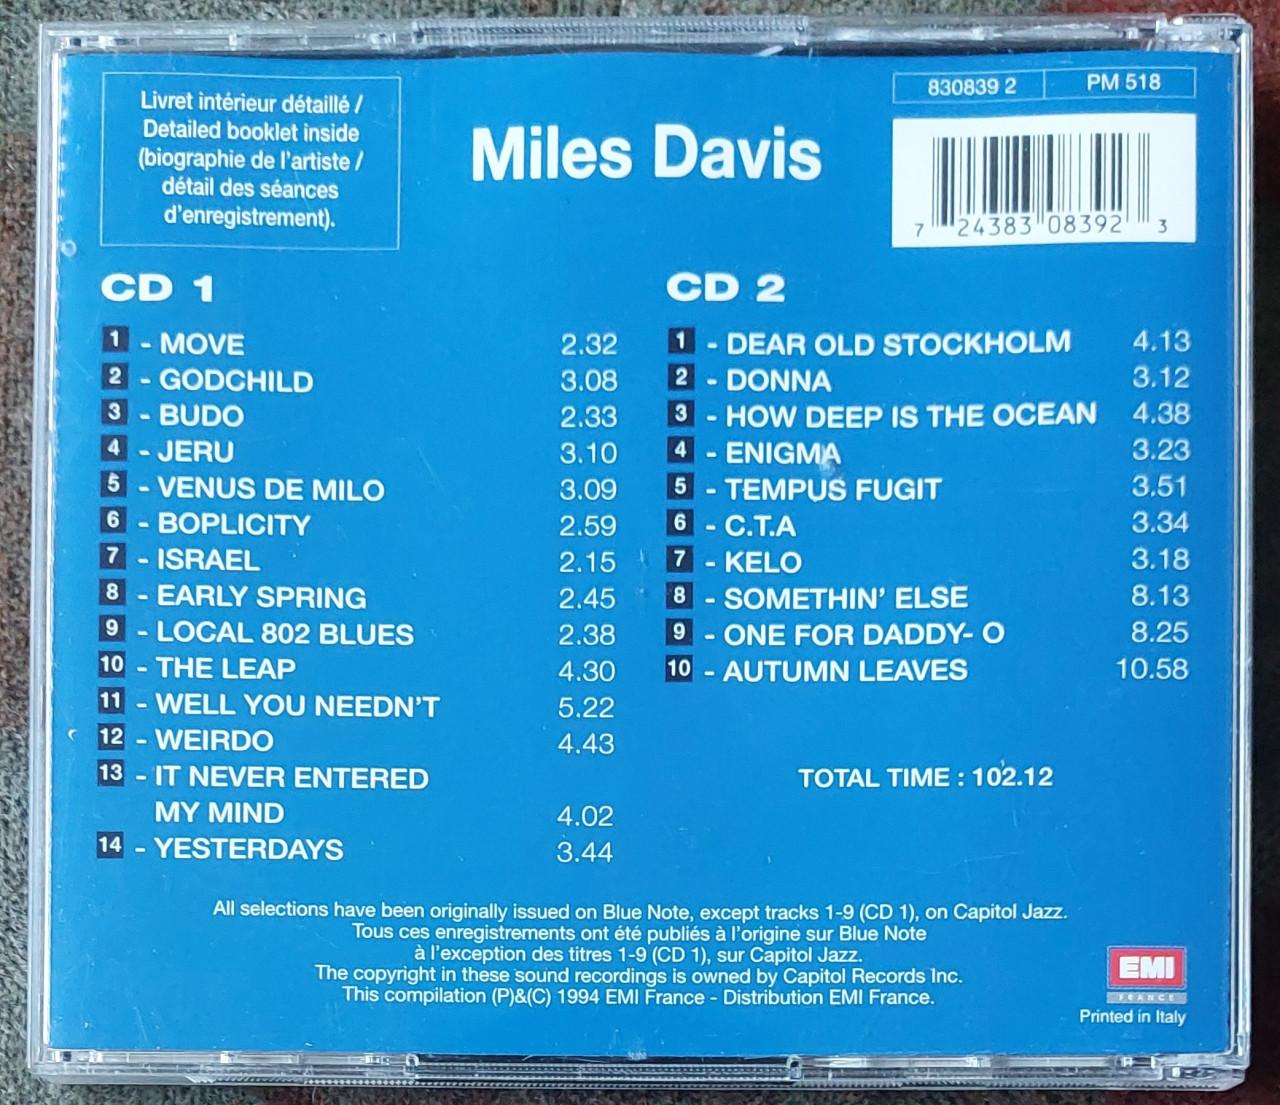 Livret intérieur détaillé /
Detailed booklet inside
(biographie de l'artiste /
détail des séances
d'enregistrement).
Miles Davis
830839 2 PM 518
7 24383 08392 3
CD 1
1 - MOVE 2.32
2 - GODCHILD 3.08
3 - BUDO 2.33
4 - JERU 3.10
5 - VENUS DE MILO 3.09
6 - BOPLICITY 2.59
7 - ISRAEL 2.15
8 - EARLY SPRING 2.45
9 - LOCAL 802 BLUES 2.38
10 - THE LEAP 4.30
11 - WELL YOU NEEDN'T 5.22
12 - WEIRDO 4.43
13 - IT NEVER ENTERED
MY MIND 4.02
14 - YESTERDAYS 3.44
CD 2
1 - DEAR OLD STOCKHOLM 4.13
2 - DONNA 3.12
3 - HOW DEEP IS THE OCEAN 4.38
4 - ENIGMA 3.23
5 - TEMPUS FUGIT 3.51
6 - C.T.A 3.34
7 - KELO 3.18
8 - SOMETHIN' ELSE 8.13
9 - ONE FOR DADDY- O 8.25
10 - AUTUMN LEAVES 10.58
TOTAL TIME : 102.12
All selections have been originally issued on Blue Note, except tracks 1-9 (CD 1), on Capitol Jazz.
Tous ces enregistrements ont été publiés à l'origine sur Blue Note
à l'exception des titres 1-9 (CD 1), sur Capitol Jazz.
The copyright in these sound recordings is owned by Capitol Records Inc.
This compilation (P)&(C) 1994 EMI France - Distribution EMI France.
EMI
FRANCE
Printed in Italy